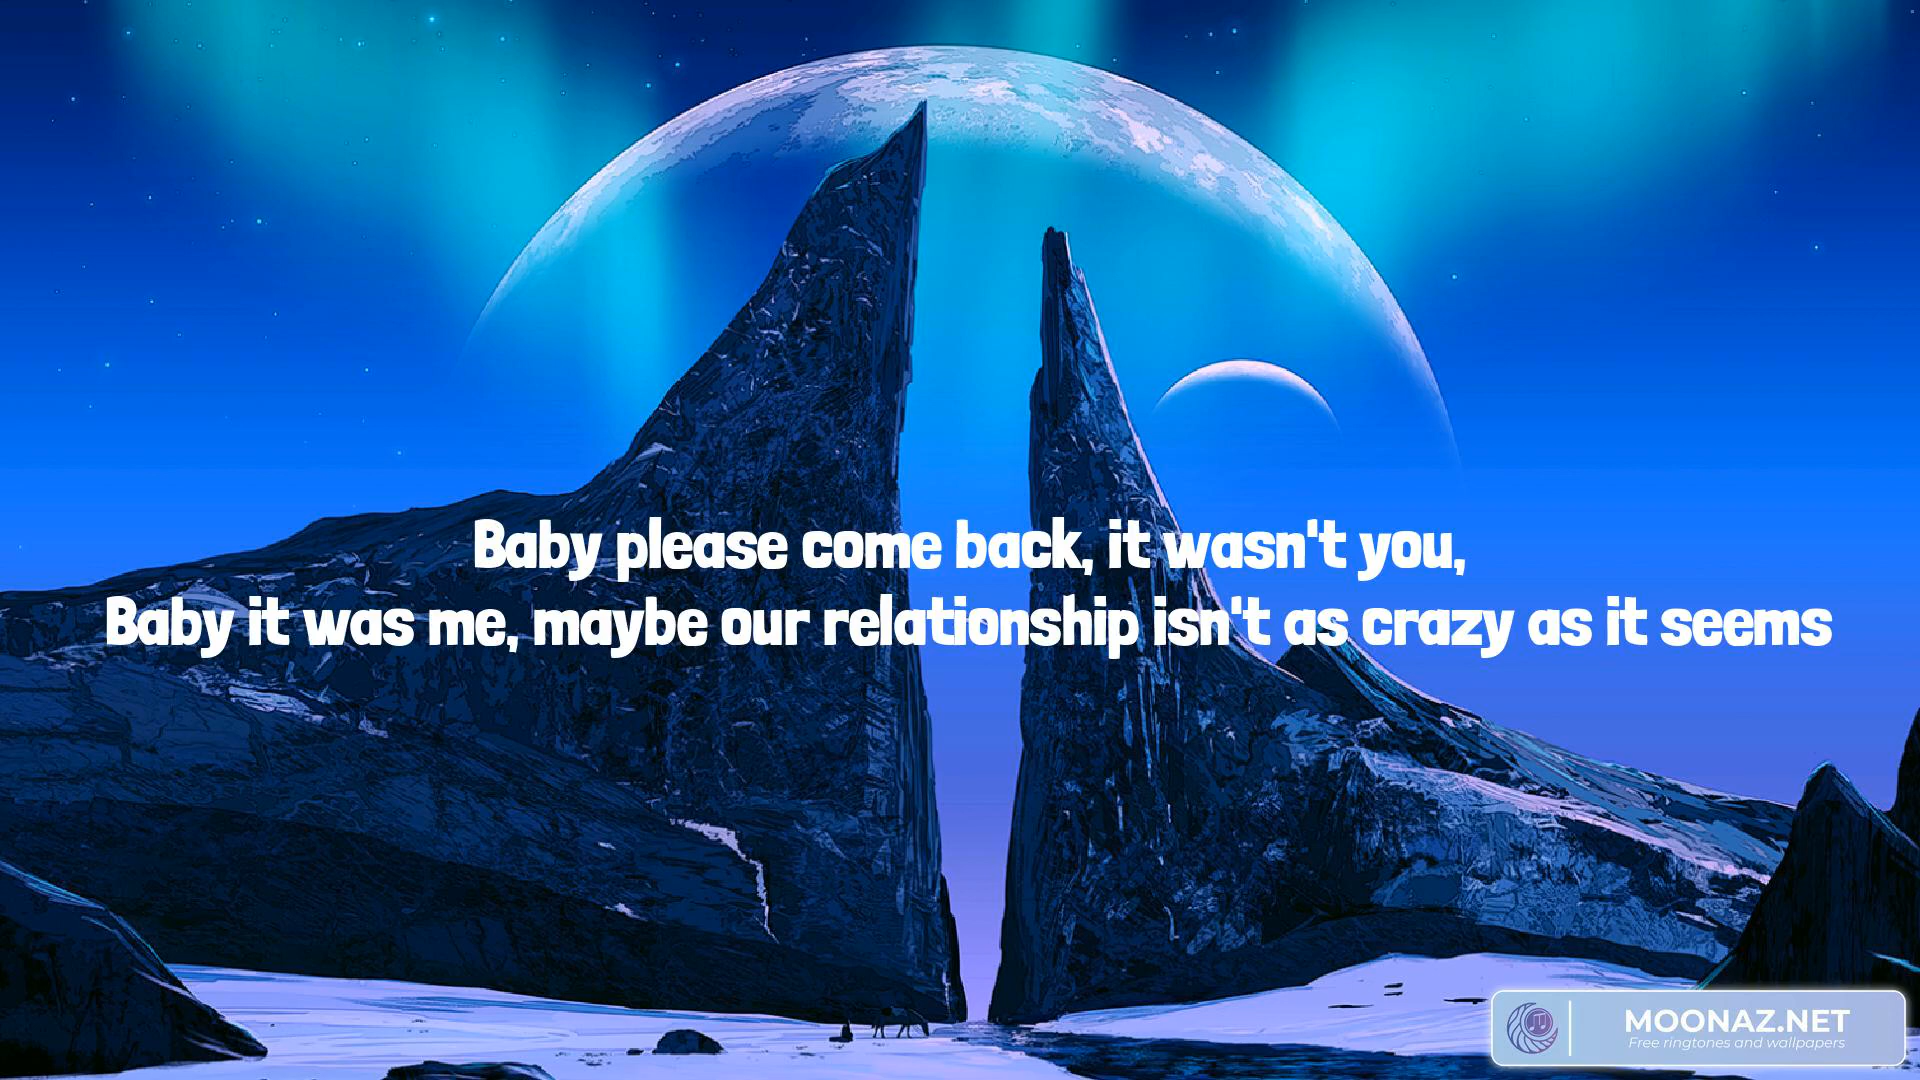 Baby please come back, it wasn't you,
Baby it was me, maybe our relationship isn't as crazy as it seems
MOONAZ.NET
Free ringtones and wallpapers